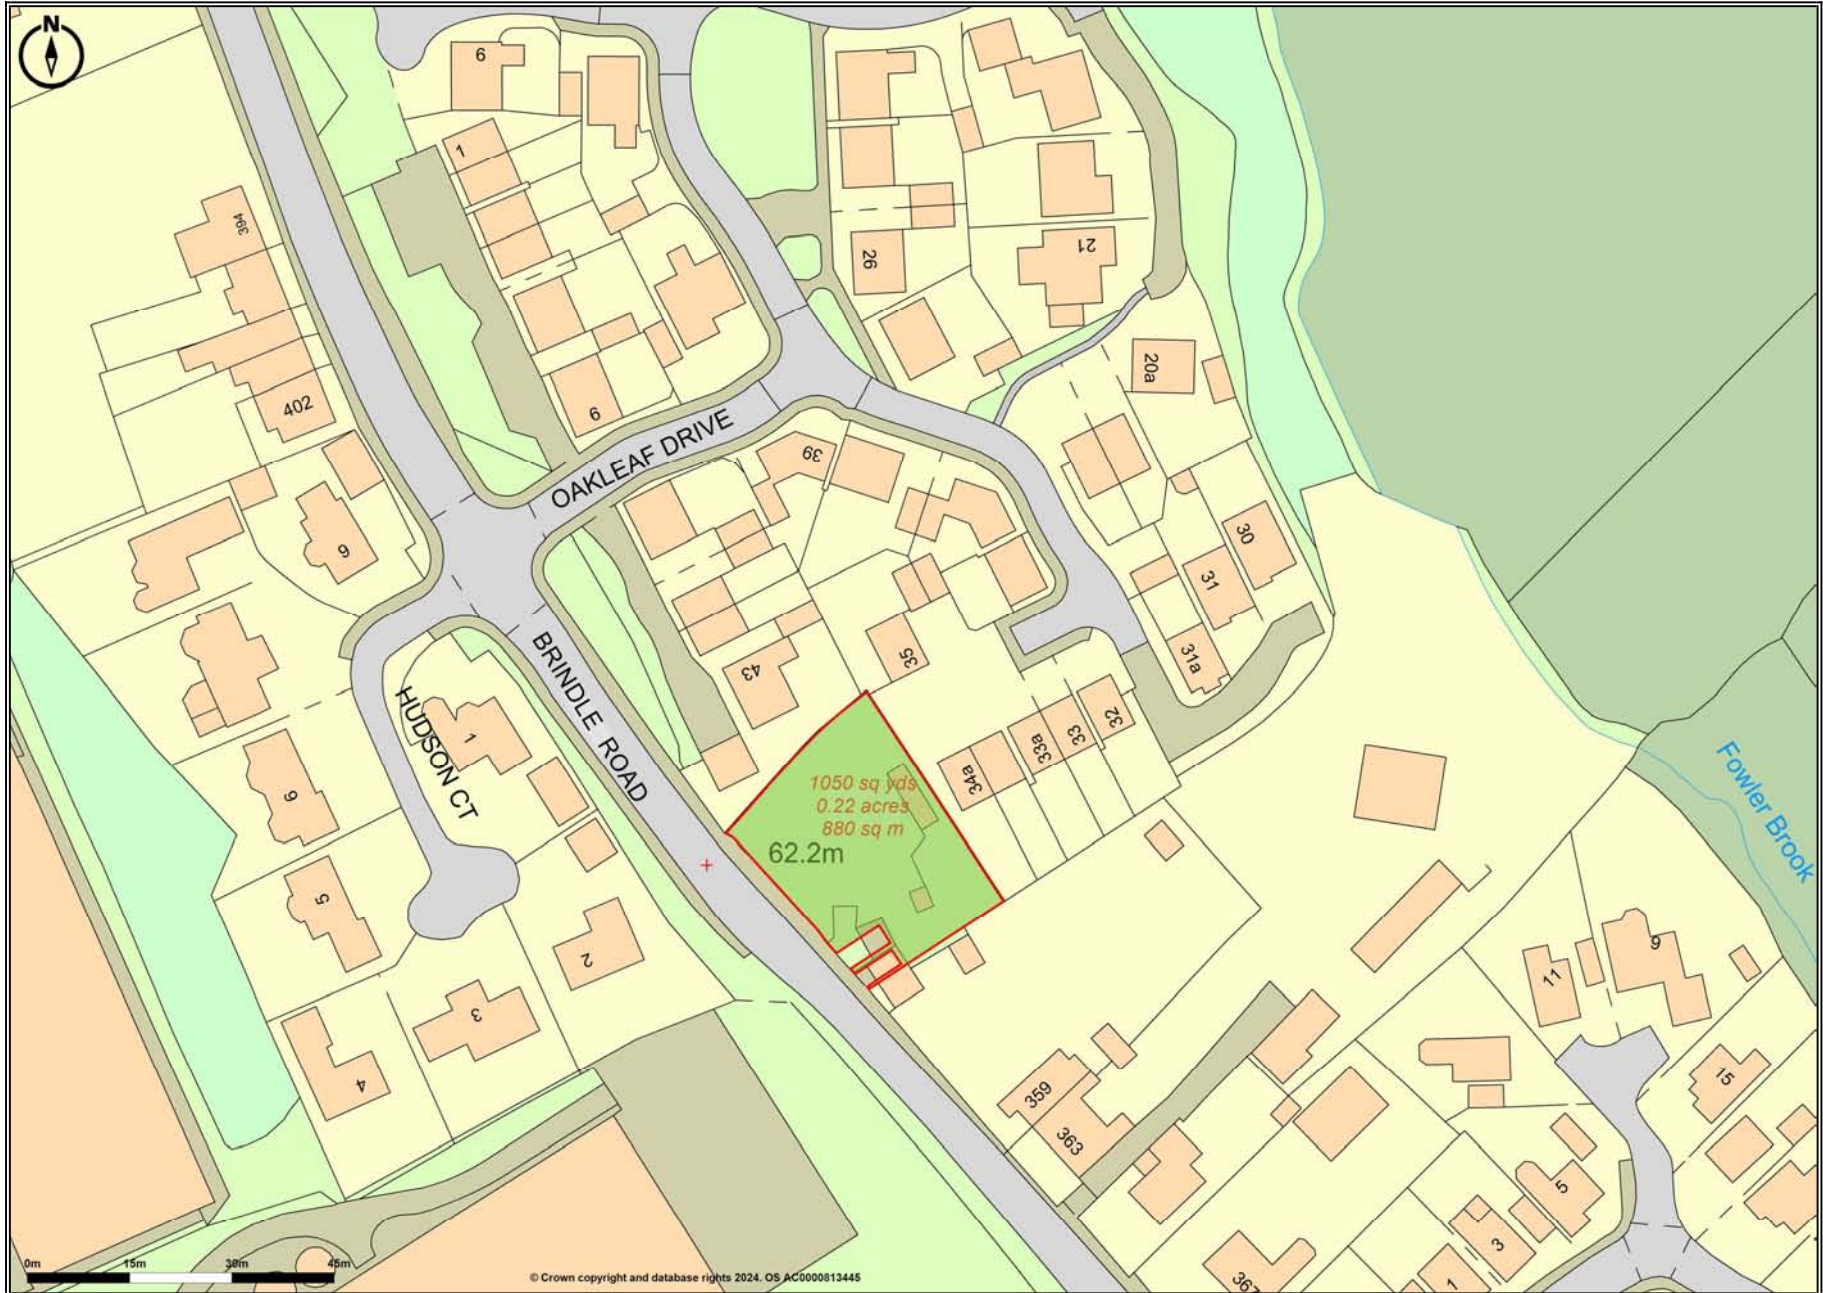 N
6
1
394
26
21
402
20a
6
OAKLEAF DRIVE
39
9
30
31
35
31a
43
BRINDLE ROAD
HUDSON CT
1
32
33
33a
34a
6
1050 sq yds
0.22 acres
880 sq m
62.2m
Fowler Brook
5
2
3
4
11
9
359
363
15
5
3
1
367
0m 15m 30m 45m
© Crown copyright and database rights 2024. OS AC0000813445